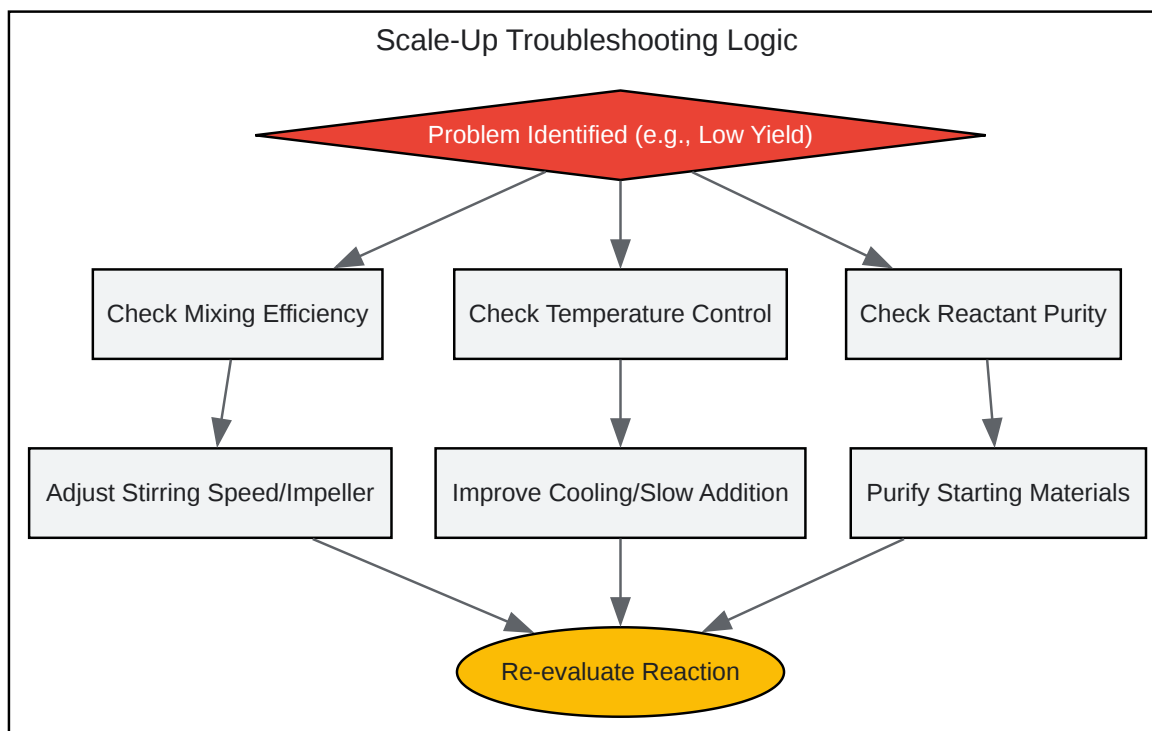 Scale-Up Troubleshooting Logic
Problem Identified (e.g., Low Yield)
Check Mixing Efficiency
Check Temperature Control
Check Reactant Purity
Adjust Stirring Speed/Impeller
Improve Cooling/Slow Addition
Purify Starting Materials
Re-evaluate Reaction